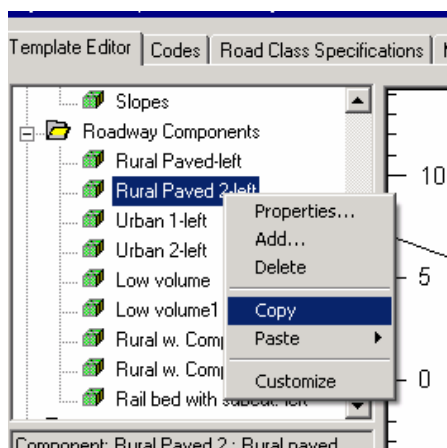 Template Editor Codes Road Class Specifications
Slopes
Roadway Components
Rural Paved-left
10
Rural Paved 2-left
Properties...
Urban 1-left
Add...
Urban 2-left
Delete
Low volume
5
Low volume1
Copy
Rural w. Com
Paste
Rural w. Com
Customize
0
Rail bed with subcut. left
Component: Rural Paved 2 : Rural paved